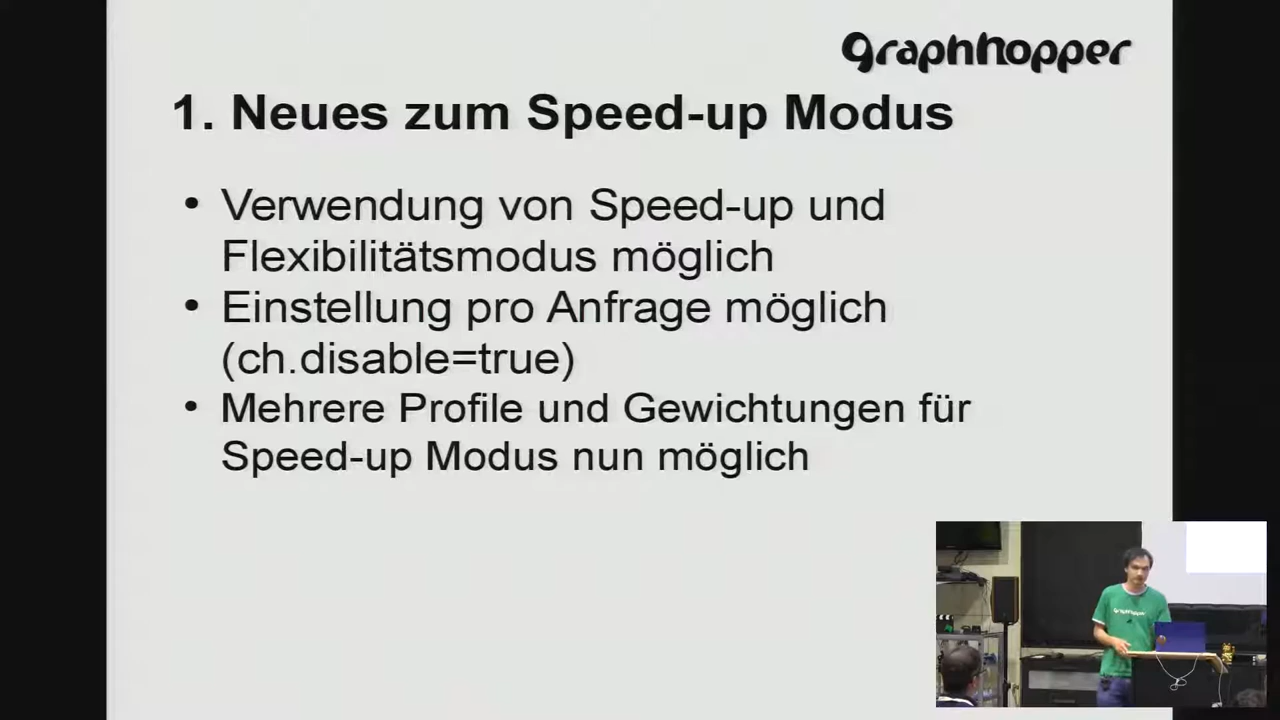 graphhopper
1. Neues zum Speed-up Modus
• Verwendung von Speed-up und
Flexibilitätsmodus möglich
• Einstellung pro Anfrage möglich
(ch.disable=true)
• Mehrere Profile und Gewichtungen für
Speed-up Modus nun möglich
graphhopper